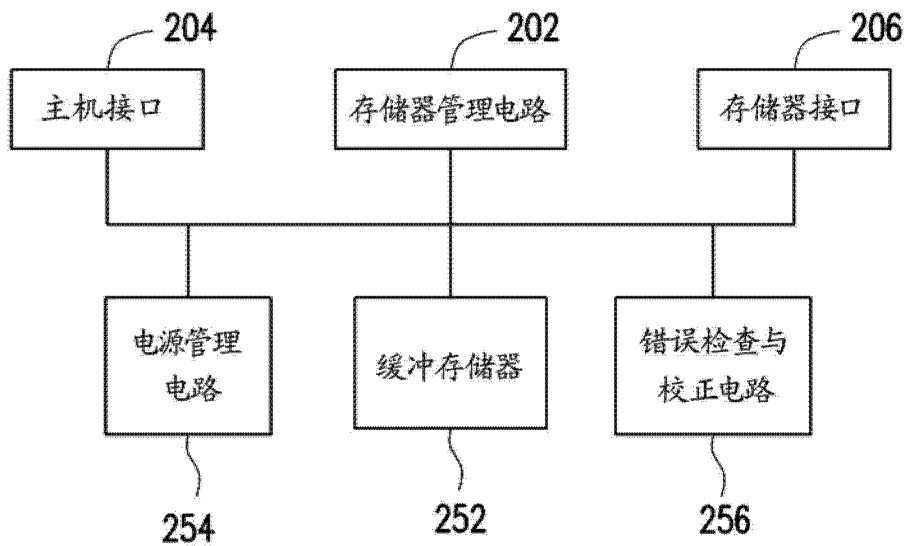 204
202
206
主机接口
存储器管理电路
存储器接口
电源管理
电路
缓冲存储器
错误检查与
校正电路
254
252
256